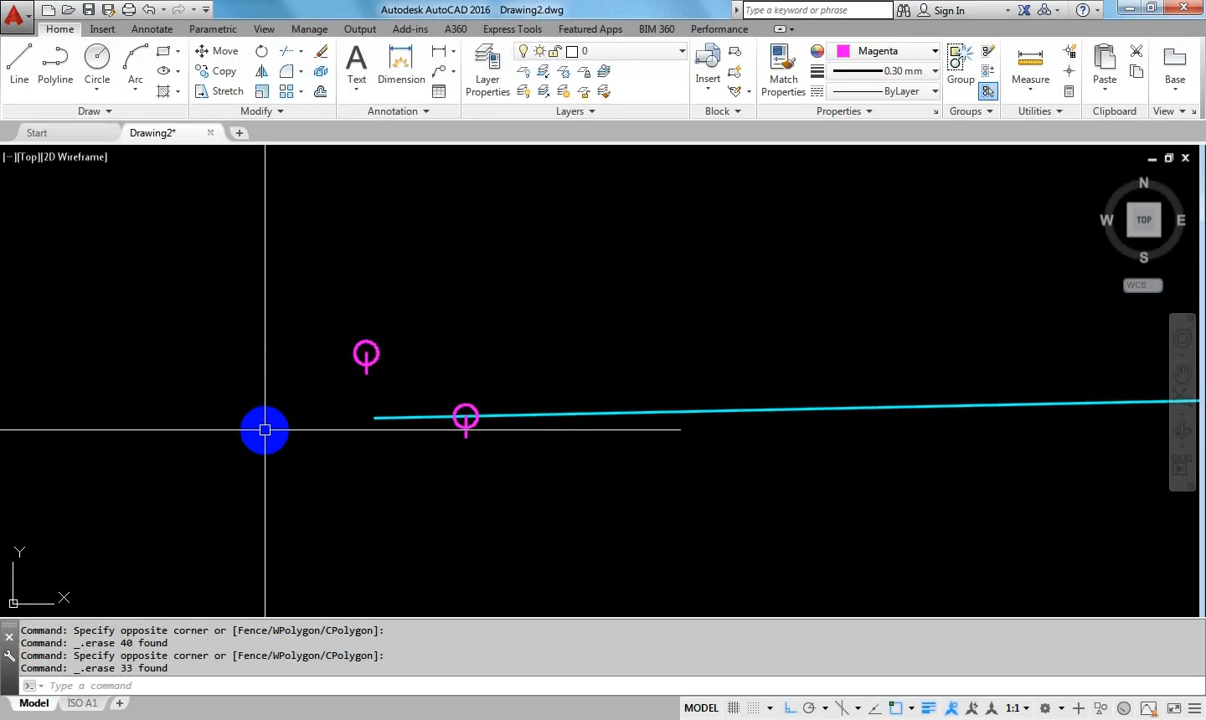 Autodesk AutoCAD 2016 Drawing2.dwg
Type a keyword or phrase
Sign In
Home Insert Annotate Parametric View Manage Output Add-ins A360 Express Tools Featured Apps BIM 360 Performance
Line Polyline Circle Arc
Move
Copy
Stretch
Text Dimension
Layer Properties
0
Insert
Match Properties
Magenta
0.30 mm
ByLayer
Group
Measure
Paste
Base
Draw Modify Annotation Layers Block Properties Groups Utilities Clipboard View
Start Drawing2*
[−][Top][2D Wireframe]
N
W TOP E
S
WCS
Y
X
Command: Specify opposite corner or [Fence/WPolygon/CPolygon]:
Command: _.erase 40 found
Command: Specify opposite corner or [Fence/WPolygon/CPolygon]:
Command: _.erase 33 found
Type a command
Model ISO A1
MODEL 1:1